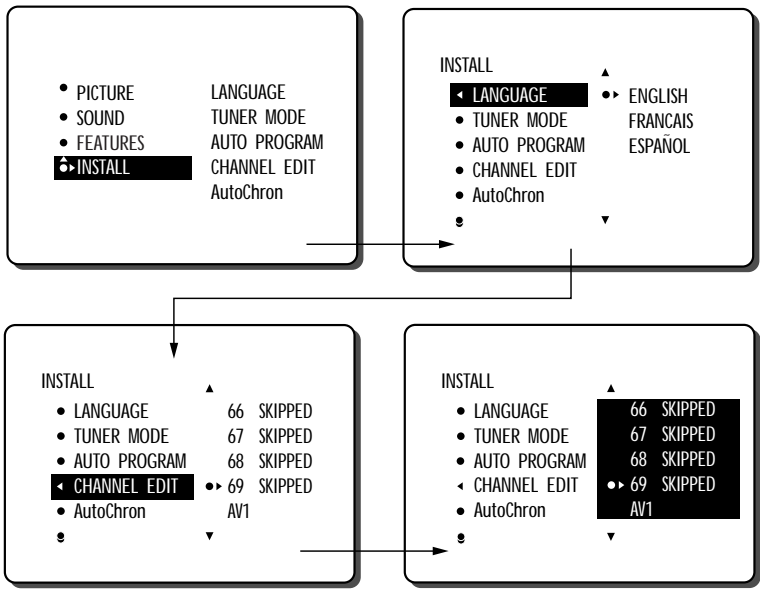 PICTURE LANGUAGE
SOUND TUNER MODE
FEATURES AUTO PROGRAM
INSTALL CHANNEL EDIT
AutoChron
INSTALL
LANGUAGE ENGLISH
TUNER MODE FRANCAIS
AUTO PROGRAM ESPAÑOL
CHANNEL EDIT
AutoChron
INSTALL
LANGUAGE 66 SKIPPED
TUNER MODE 67 SKIPPED
AUTO PROGRAM 68 SKIPPED
CHANNEL EDIT 69 SKIPPED
AutoChron AV1
INSTALL
LANGUAGE 66 SKIPPED
TUNER MODE 67 SKIPPED
AUTO PROGRAM 68 SKIPPED
CHANNEL EDIT 69 SKIPPED
AutoChron AV1